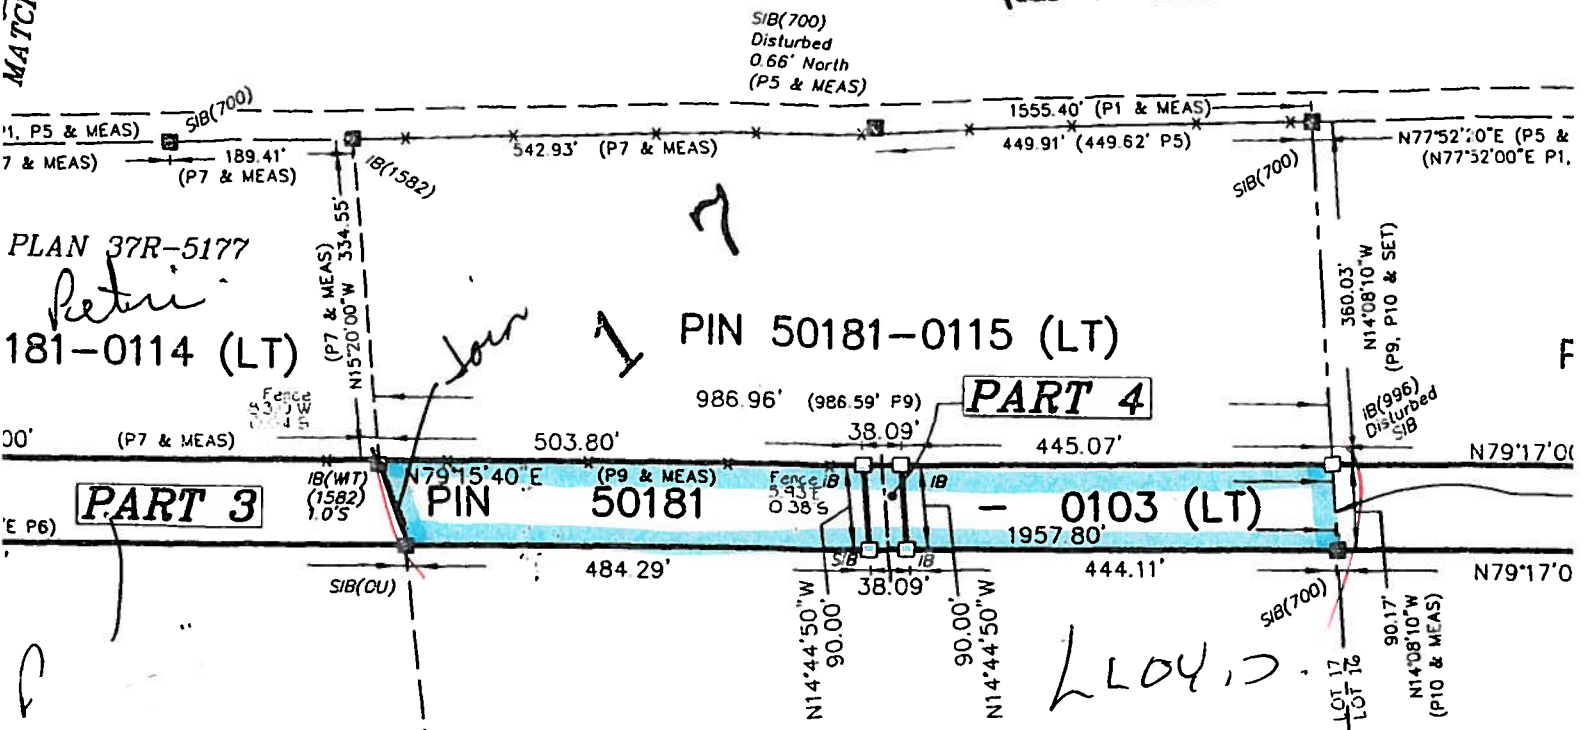 SIB(700)
Disturbed
0.66' North
(P5 & MEAS)
SIB(700)
1555.40' (P1 & MEAS)
P1, P5 & MEAS)
7 & MEAS)
189.41'
(P7 & MEAS)
IB(1582)
542.93' (P7 & MEAS)
449.91' (449.62' P5)
SIB(700)
N77°52'20"E (P5 &
(N77°52'00"E P1,
7
PLAN 37R-5177
N15°20'00"W 334.55'
(P7 & MEAS)
360.03'
N14°08'10"W
(P9, P10 & SET)
181-0114 (LT)
1
PIN 50181-0115 (LT)
Fence
986.96' (986.59' P9)
PART 4
IB(996)
Disturbed
SIB
00' (P7 & MEAS)
503.80'
38.09'
445.07'
N79°17'0
N79°15'40"E (P9 & MEAS)
IB(WIT)
(1582)
1.0'S
Fence
5.93'E
0.38'S
IB
IB
PART 3
PIN 50181 - 0103 (LT)
'E P6)
1957.80'
SIB
IB
SIB(OU)
484.29'
38.09'
444.11'
N79°17'0
SIB(700)
N14°44'50"W
90.00'
90.00'
N14°44'50"W
LLOYD.
LOT 17
LOT 16
90.17'
N14°08'10"W
(P10 & MEAS)